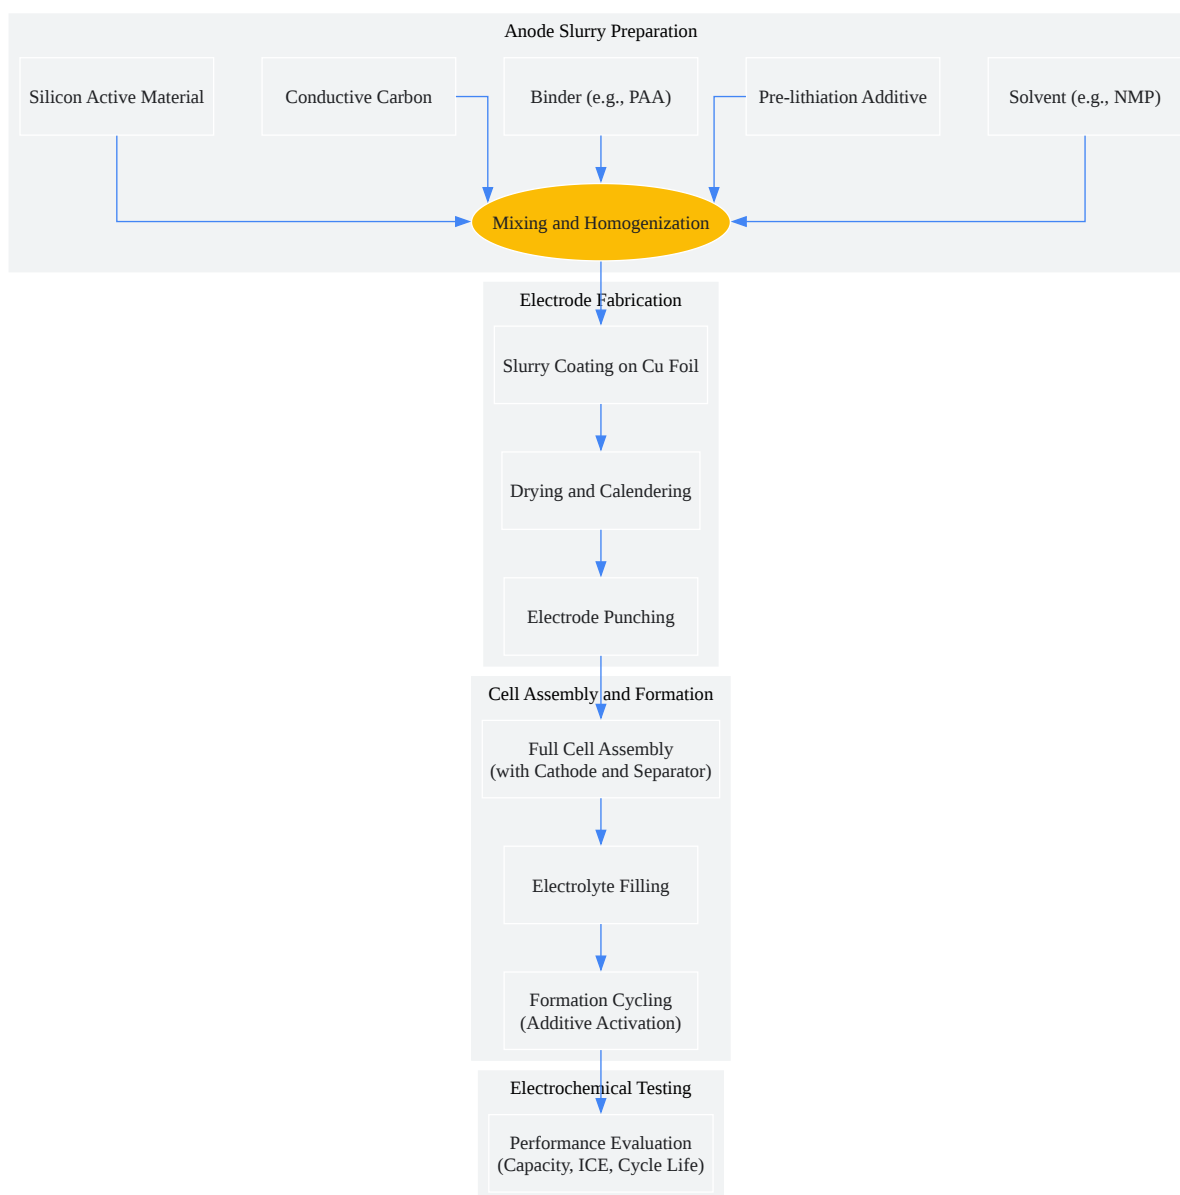 Anode Slurry Preparation
Silicon Active Material
Conductive Carbon
Binder (e.g., PAA)
Pre-lithiation Additive
Solvent (e.g., NMP)
Mixing and Homogenization
Electrode Fabrication
Slurry Coating on Cu Foil
Drying and Calendering
Electrode Punching
Cell Assembly and Formation
Full Cell Assembly
(with Cathode and Separator)
Electrolyte Filling
Formation Cycling
(Additive Activation)
Electrochemical Testing
Performance Evaluation
(Capacity, ICE, Cycle Life)